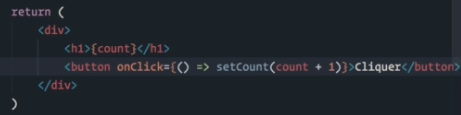 return (
<div>
<h1>{count}</h1>
<button onClick={() => setCount(count + 1)}>Cliquer</button>
</div>
)